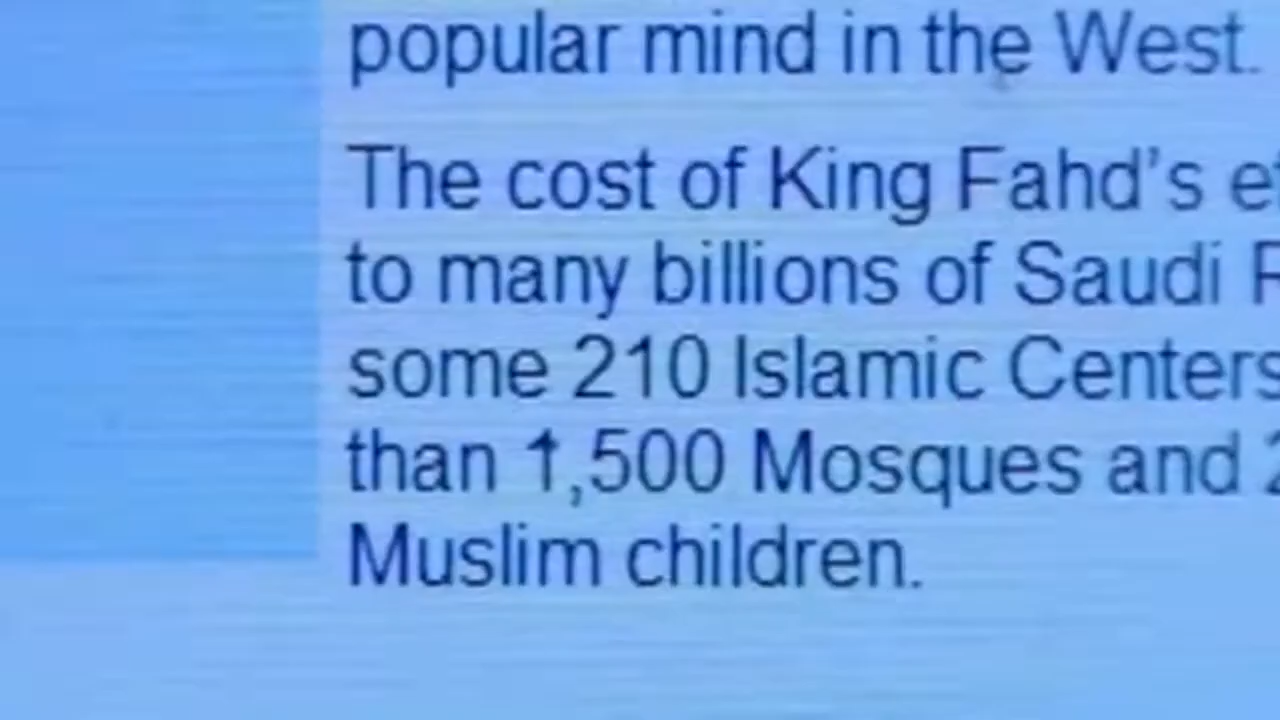 popular mind in the West.
The cost of King Fahd's
to many billions of Saudi
some 210 Islamic Centers
than 1,500 Mosques and
Muslim children.